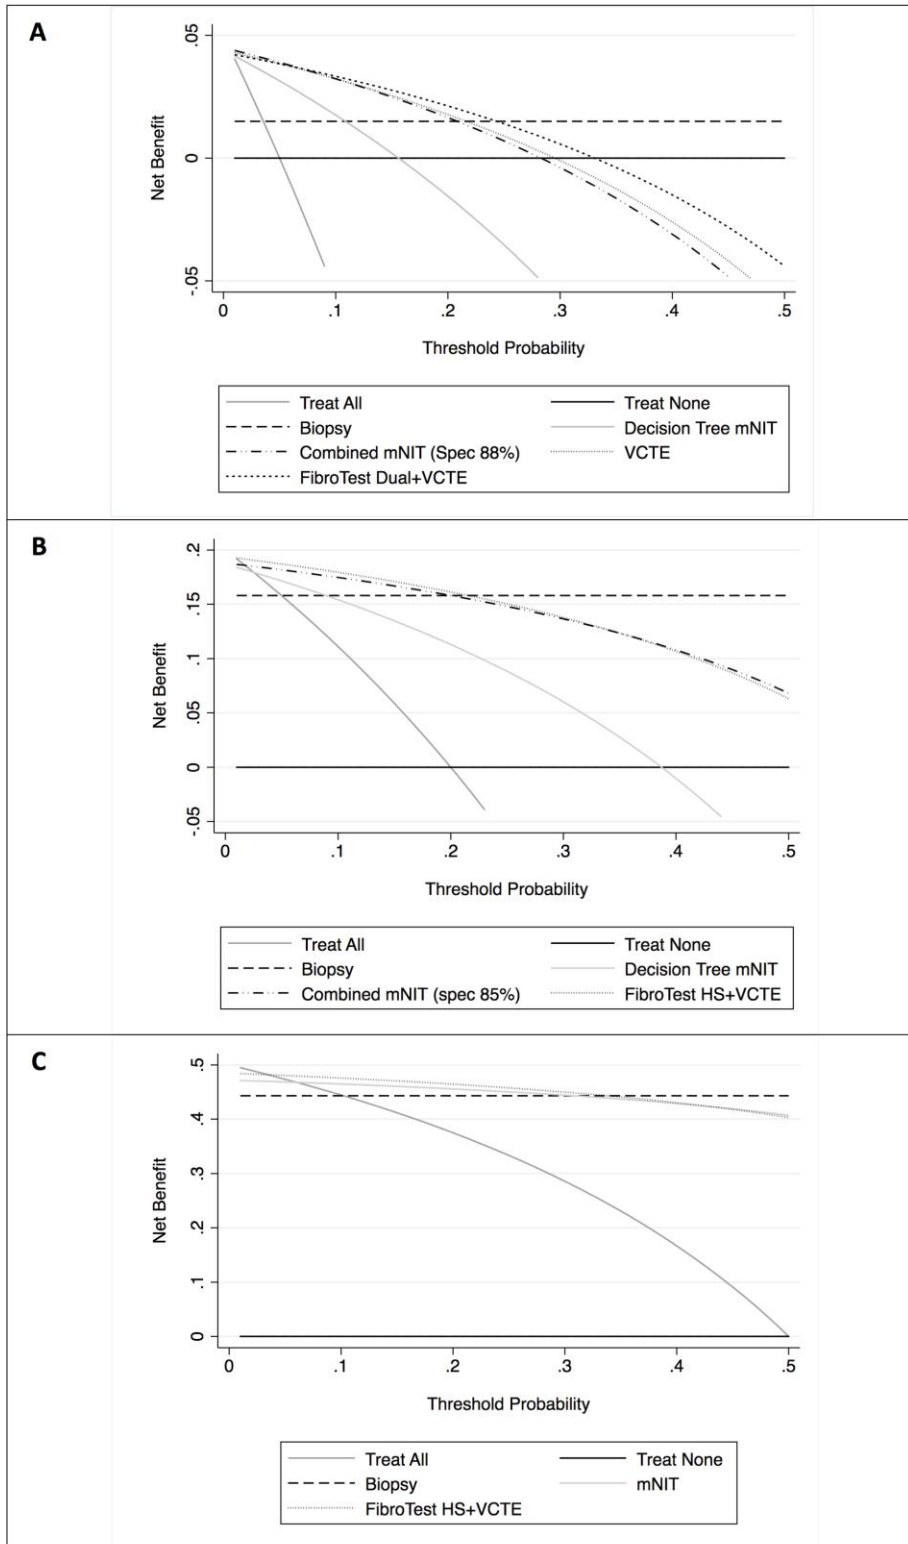 A
Net Benefit
.05
0
-.05
0 .1 .2 .3 .4 .5
Threshold Probability
Treat All Treat None
Biopsy Decision Tree mNIT
Combined mNIT (Spec 88%) VCTE
FibroTest Dual+VCTE
B
Net Benefit
.2
.15
.1
.05
0
-.05
0 .1 .2 .3 .4 .5
Threshold Probability
Treat All Treat None
Biopsy Decision Tree mNIT
Combined mNIT (spec 85%) FibroTest HS+VCTE
C
Net Benefit
.5
.4
.3
.2
.1
0
0 .1 .2 .3 .4 .5
Threshold Probability
Treat All Treat None
Biopsy mNIT
FibroTest HS+VCTE